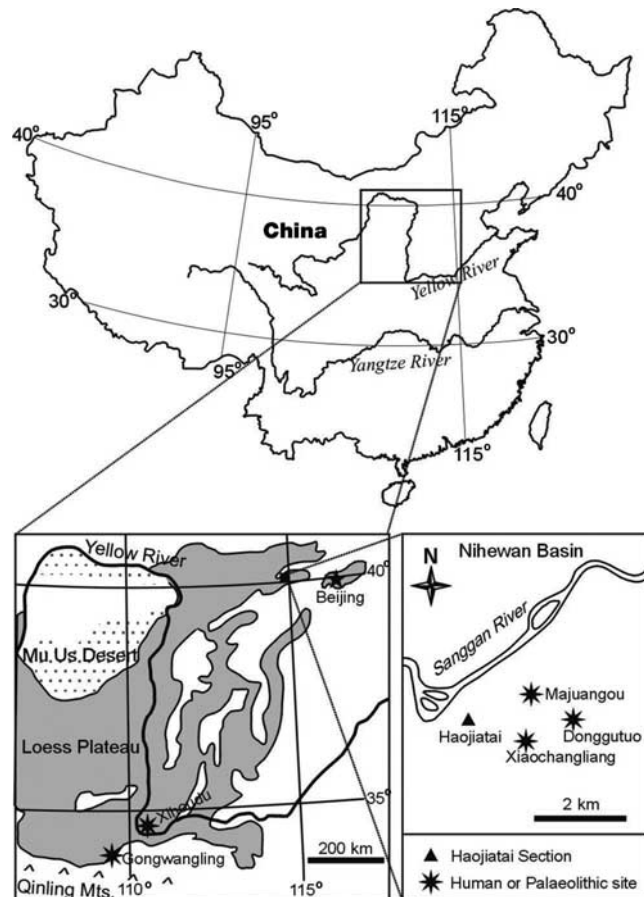 95°
115°
40°
40°
China
Yellow River
30°
30°
95°
Yangtze River
115°
Yellow River
40°
Beijing
Mu Us Desert
Loess Plateau
35°
Xihoudu
200 km
Gongwangling
Qinling Mts.
110°
115°
N
Nihewan Basin
Sanggan River
Majuangou
Haojiatai
Donggutuo
Xiaochangliang
2 km
Haojiatai Section
Human or Palaeolithic site